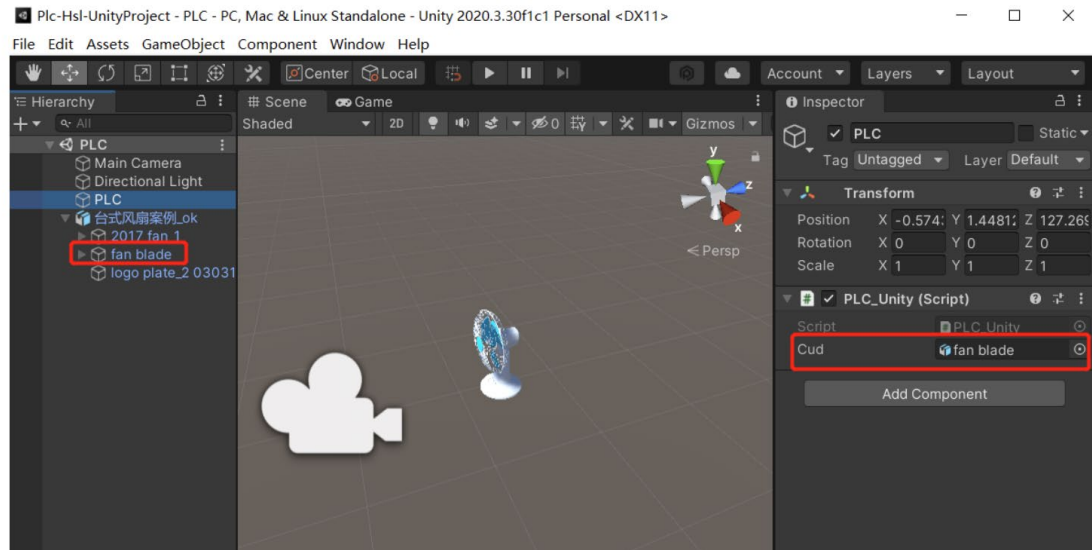 Plc-Hsl-UnityProject - PLC - PC, Mac & Linux Standalone - Unity 2020.3.30f1c1 Personal <DX11>
File Edit Assets GameObject Component Window Help
Center Local Account Layers Layout
Hierarchy
All
PLC
Main Camera
Directional Light
PLC
台式风扇案例_ok
2017 fan 1
fan blade
logo plate_2 03031
Scene Game
Shaded 2D 0 Gizmos
y
z
x
Persp
Inspector
PLC Static
Tag Untagged Layer Default
Transform
Position X -0.574 Y 1.4481 Z 127.269
Rotation X 0 Y 0 Z 0
Scale X 1 Y 1 Z 1
# PLC_Unity (Script)
Script PLC_Unity
Cud fan blade
Add Component